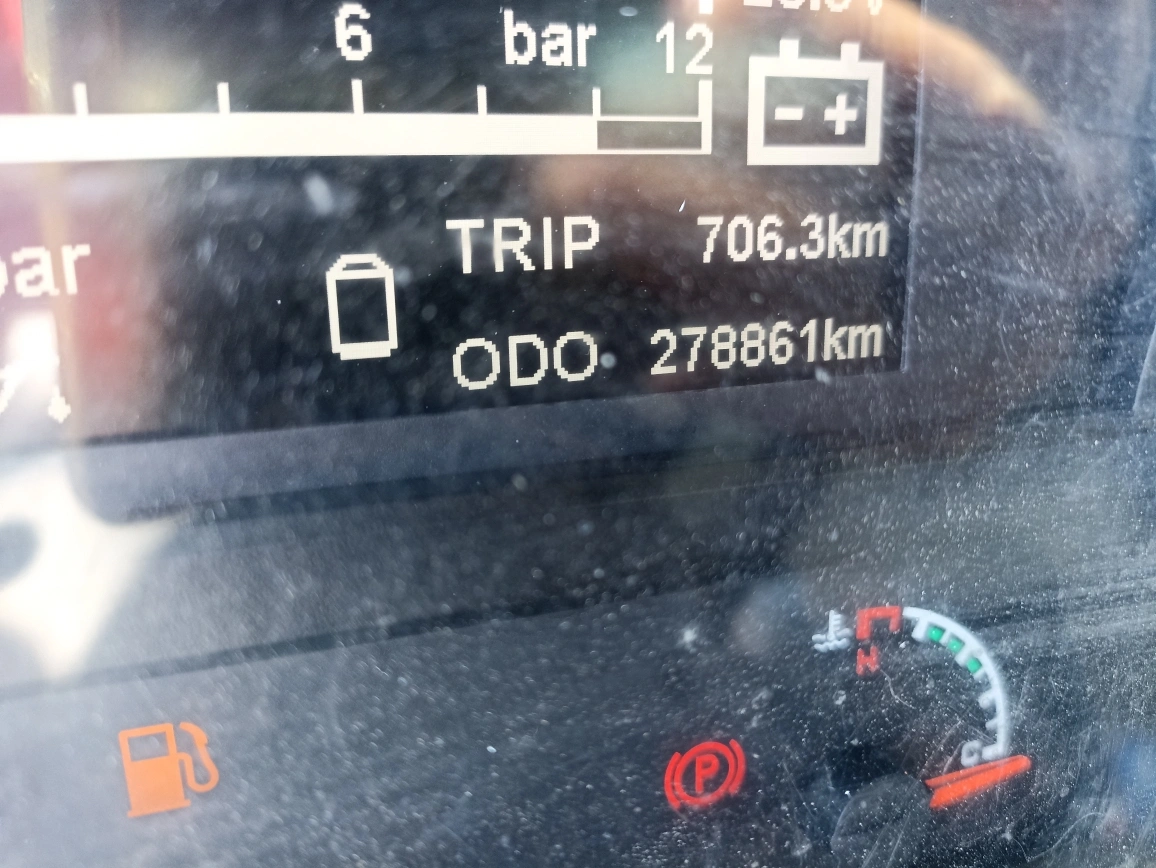 6 bar 12
- +
TRIP 706.3km
bar
ODO 278861km
H
P
C